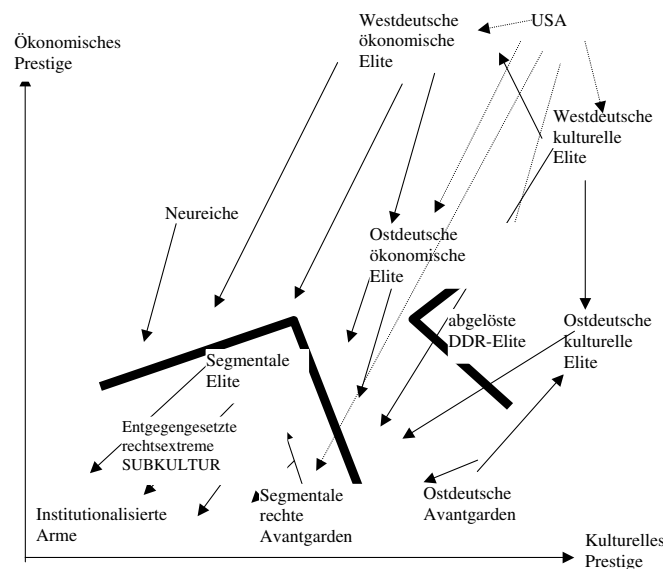 Ökonomisches
Prestige
Westdeutsche
ökonomische
Elite
USA
Westdeutsche
kulturelle
Elite
Neureiche
Ostdeutsche
ökonomische
Elite
abgelöste
DDR-Elite
Ostdeutsche
kulturelle
Elite
Segmentale
Elite
Entgegengesetzte
rechtsextreme
SUBKULTUR
Institutionalisierte
Arme
Segmentale
rechte
Avantgarden
Ostdeutsche
Avantgarden
Kulturelles
Prestige